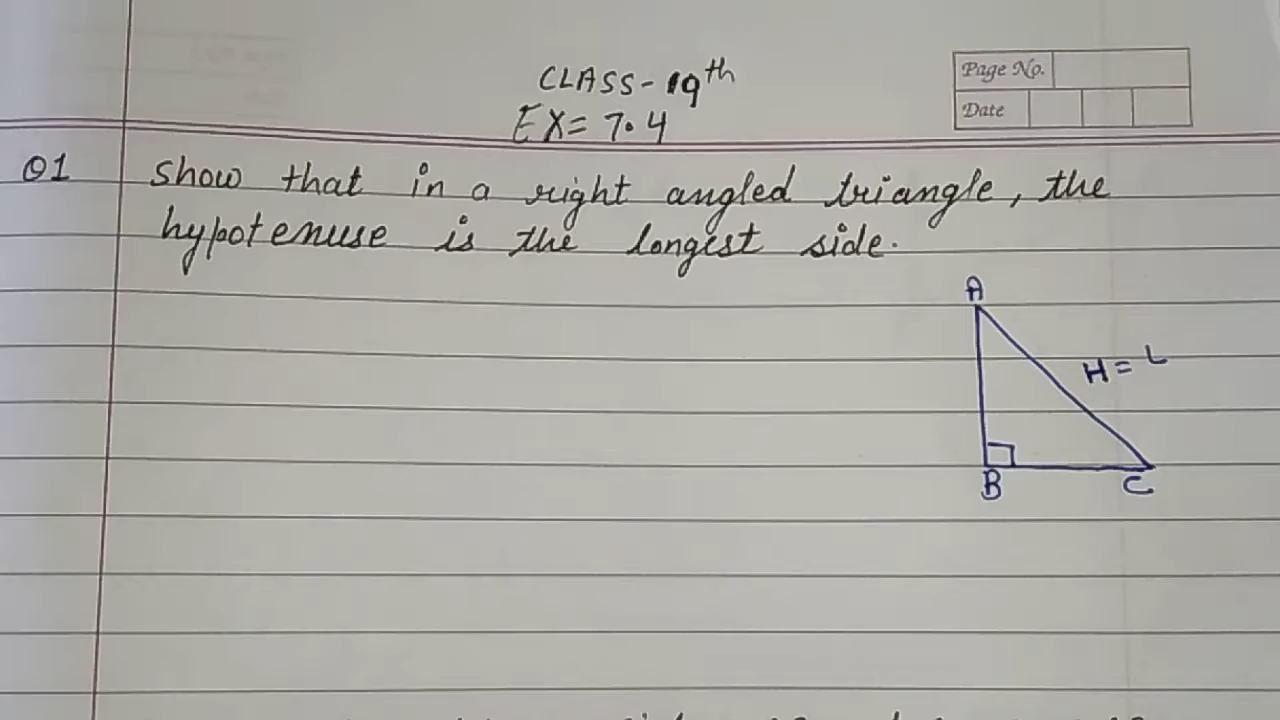 CLASS- 9th
EX= 7.4
Page No.
Date
Q1 Show that in a right angled triangle, the
hypotenuse is the longest side.
A
H = L
B C